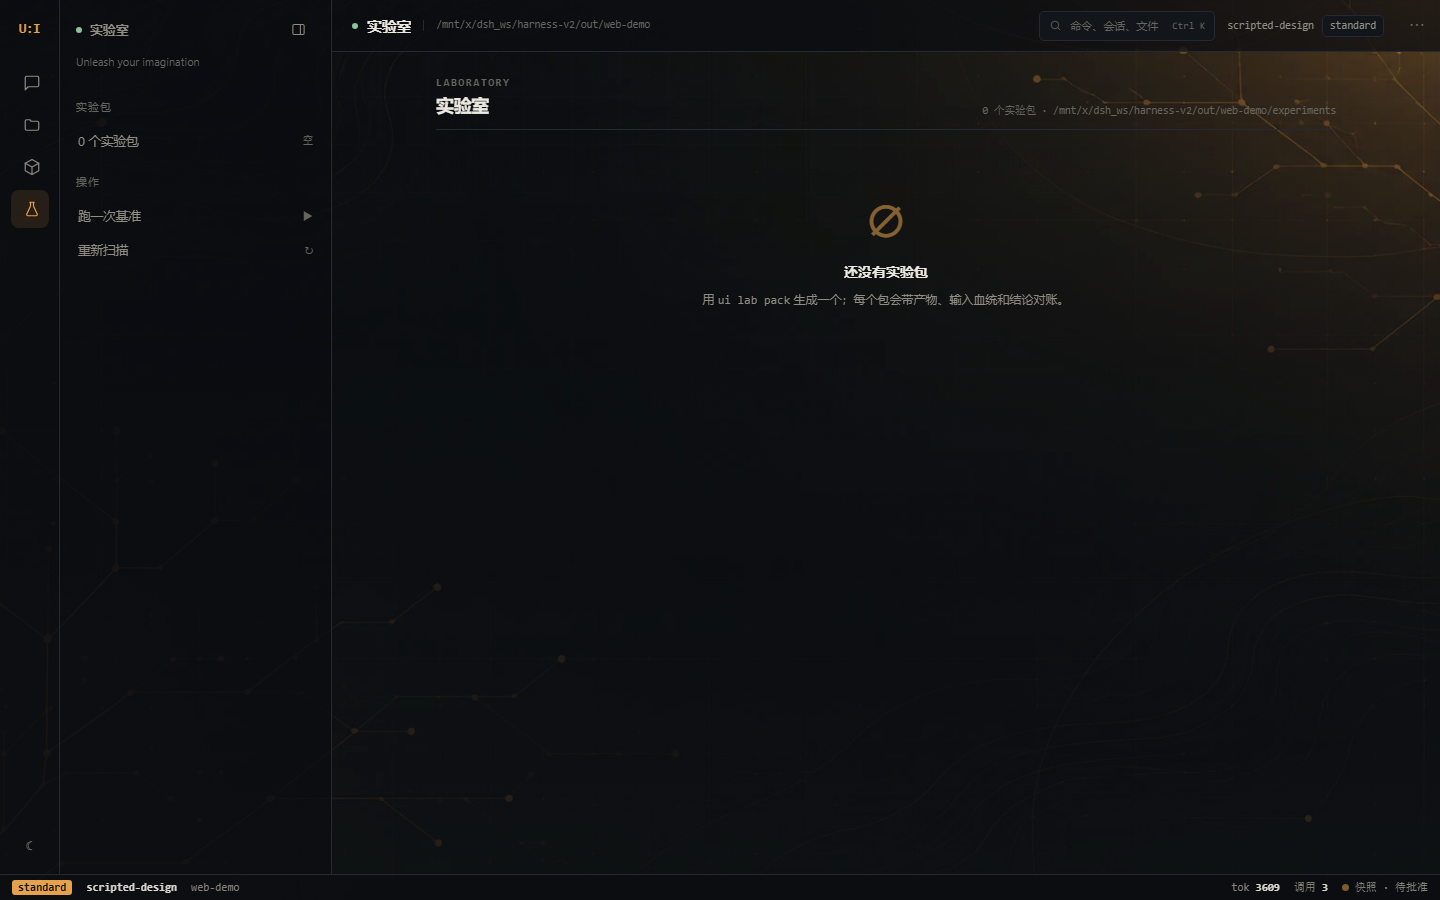 U:I
实验室
Unleash your imagination
实验包
0 个实验包 空
操作
跑一次基准
重新扫描
实验室 /mnt/x/dsh_ws/harness-v2/out/web-demo
命令、会话、文件 Ctrl K
scripted-design standard
LABORATORY
实验室
0 个实验包 · /mnt/x/dsh_ws/harness-v2/out/web-demo/experiments
还没有实验包
用 ui lab pack 生成一个；每个包会带产物、输入血统和结论对账。
standard scripted-design web-demo
tok 3609 调用 3 快照 · 待批准